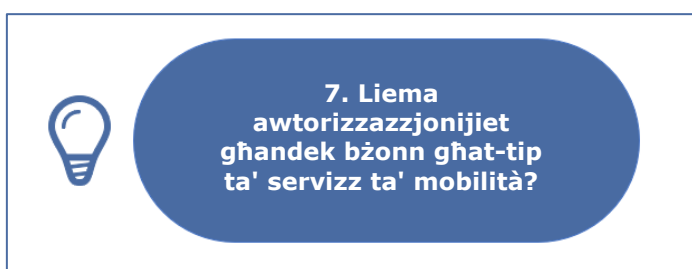 7. Liema
awtorizzazzjonijiet
għandek bżonn għat-tip
ta' servizz ta' mobilità?